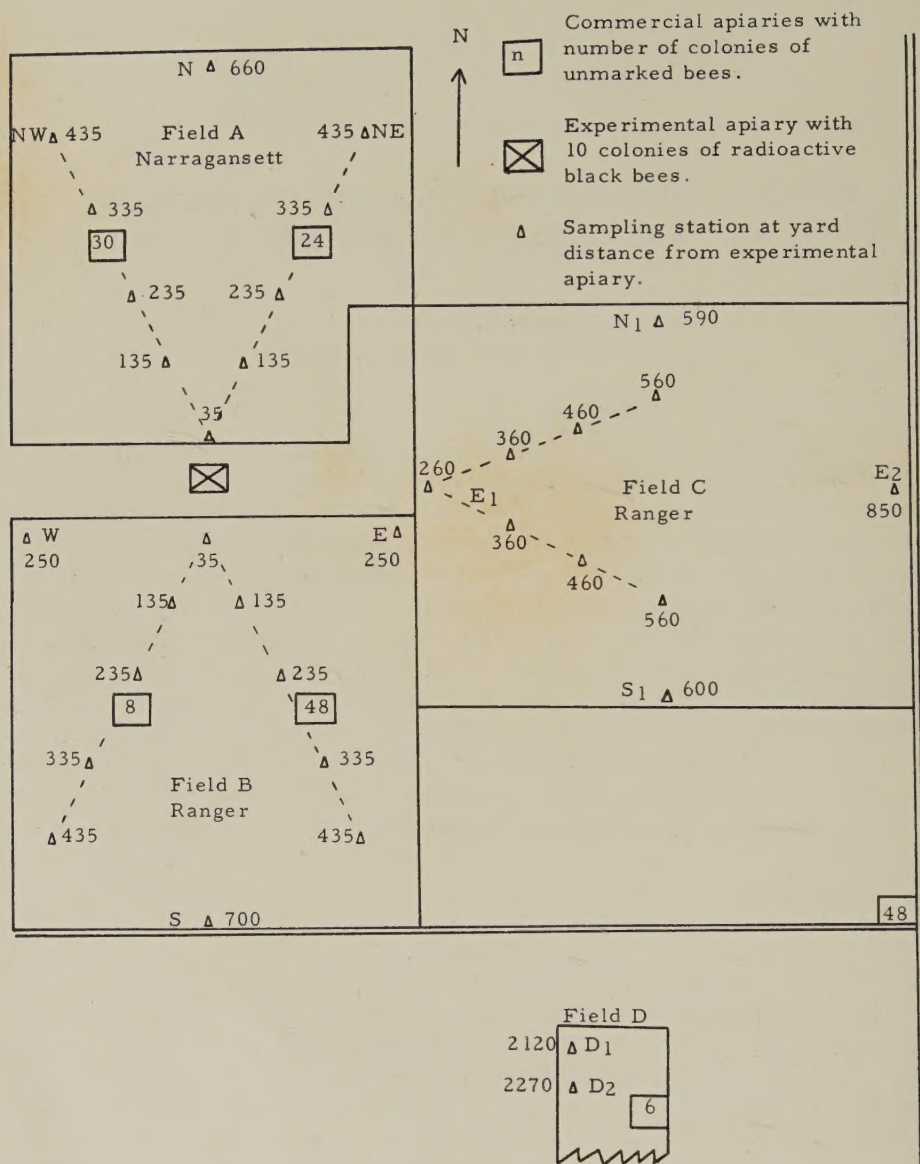 N
n
Commercial apiaries with
number of colonies of
unmarked bees.
Experimental apiary with
10 colonies of radioactive
black bees.
Sampling station at yard
distance from experimental
apiary.
N 660
NW 435
Field A
Narragansett
435 NE
335
335
30
24
235
235
135
135
35
N1 590
560
460
360
260
E1
Field C
Ranger
E2
850
360
460
560
S1 600
W
250
35
E
250
135
135
235
235
8
48
335
335
Field B
Ranger
435
435
S 700
48
Field D
2120 D1
2270 D2
6